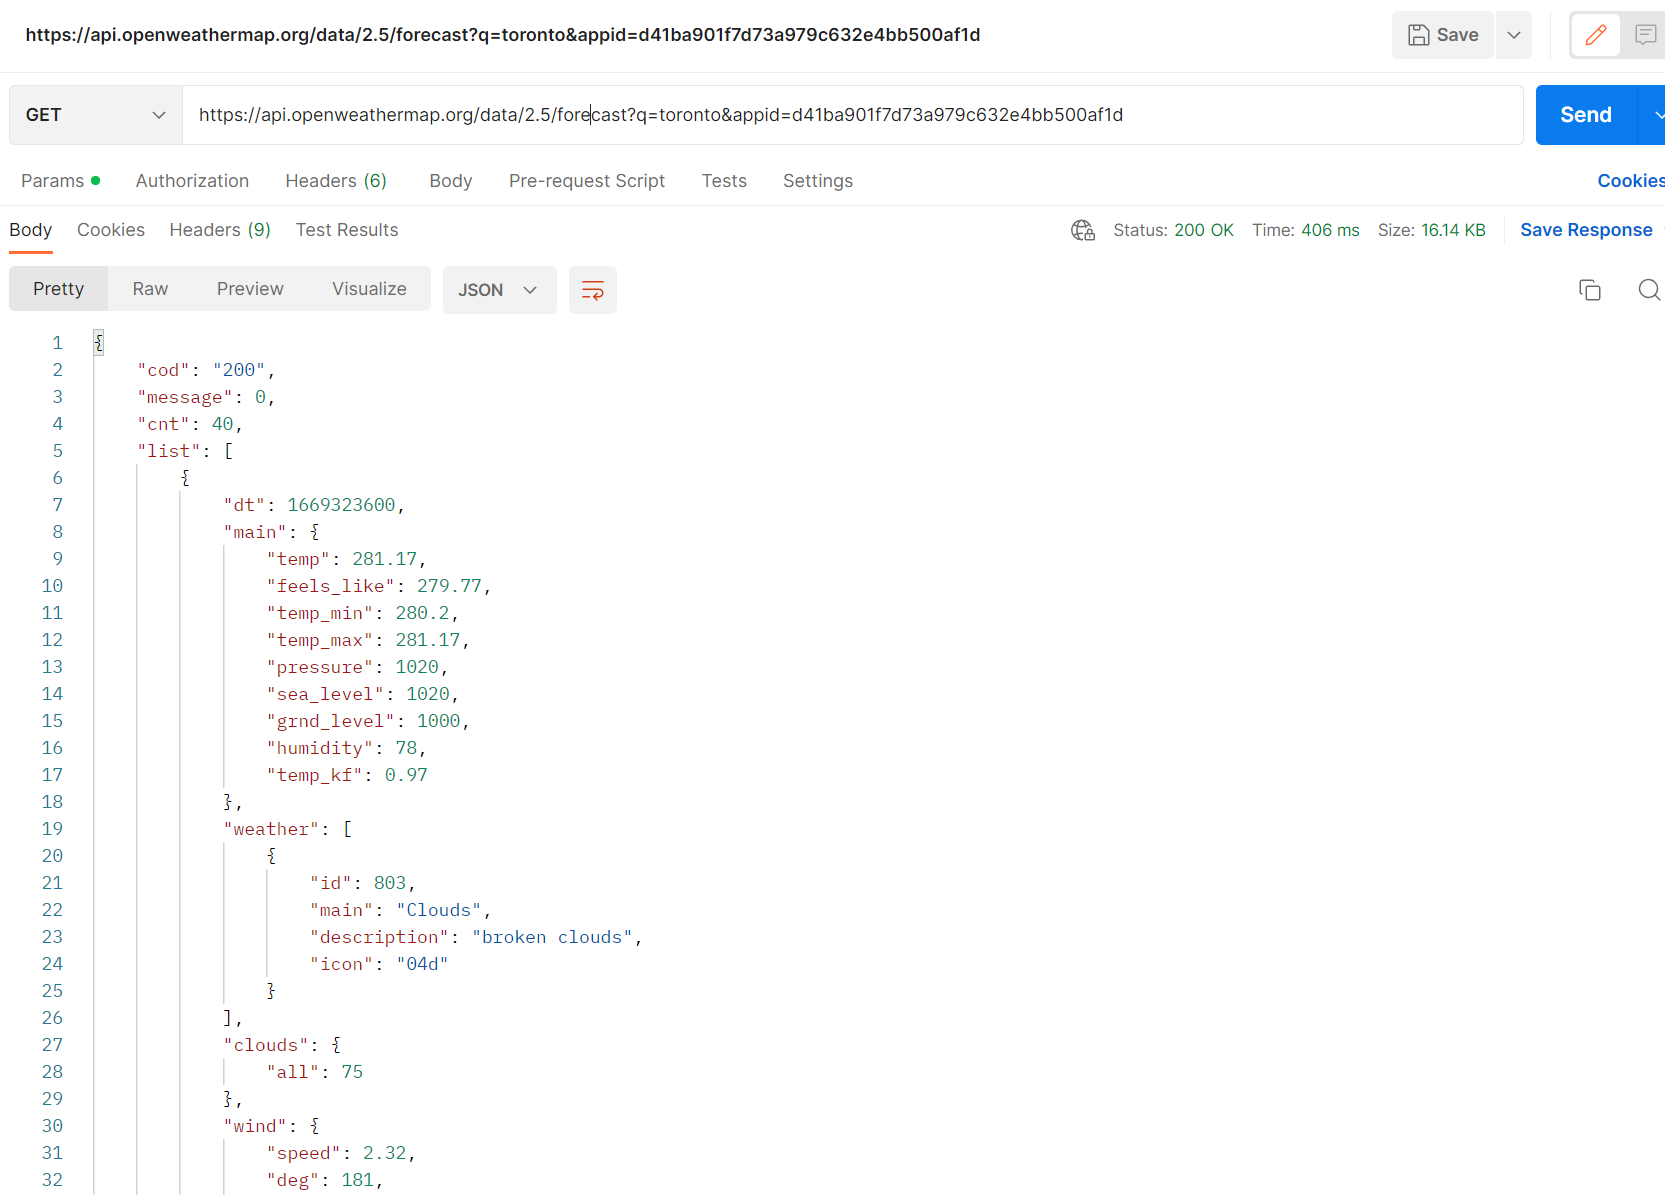 https://api.openweathermap.org/data/2.5/forecast?q=toronto&appid=d41ba901f7d73a979c632e4bb500af1d
Save
GET
https://api.openweathermap.org/data/2.5/forecast?q=toronto&appid=d41ba901f7d73a979c632e4bb500af1d
Send
Params Authorization Headers (6) Body Pre-request Script Tests Settings Cookies
Body Cookies Headers (9) Test Results Status: 200 OK Time: 406 ms Size: 16.14 KB Save Response
Pretty Raw Preview Visualize JSON
1 {
2 "cod": "200",
3 "message": 0,
4 "cnt": 40,
5 "list": [
6 {
7 "dt": 1669323600,
8 "main": {
9 "temp": 281.17,
10 "feels_like": 279.77,
11 "temp_min": 280.2,
12 "temp_max": 281.17,
13 "pressure": 1020,
14 "sea_level": 1020,
15 "grnd_level": 1000,
16 "humidity": 78,
17 "temp_kf": 0.97
18 },
19 "weather": [
20 {
21 "id": 803,
22 "main": "Clouds",
23 "description": "broken clouds",
24 "icon": "04d"
25 }
26 ],
27 "clouds": {
28 "all": 75
29 },
30 "wind": {
31 "speed": 2.32,
32 "deg": 181,